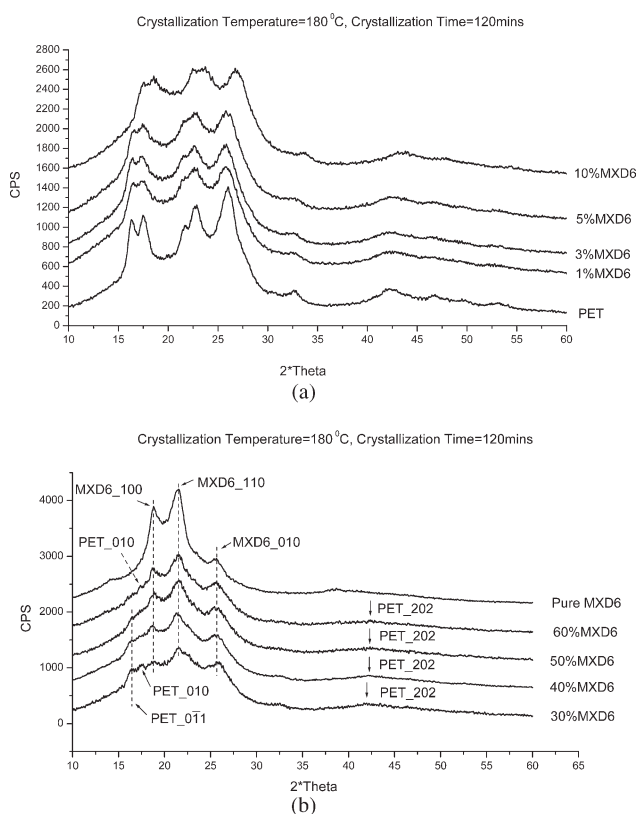 Crystallization Temperature=180 ⁰C, Crystallization Time=120mins
2800
2600
2400
2200
2000
1800
1600
1400
1200
1000
800
600
400
200
0
CPS
10%MXD6
5%MXD6
3%MXD6
1%MXD6
PET
10 15 20 25 30 35 40 45 50 55 60
2*Theta
(a)
Crystallization Temperature=180 ⁰C, Crystallization Time=120mins
4000
3000
2000
1000
0
CPS
MXD6_100
MXD6_110
PET_010
MXD6_010
Pure MXD6
PET_202
60%MXD6
PET_202
50%MXD6
PET_202
40%MXD6
PET_010
PET_202
PET_01̅1
30%MXD6
10 15 20 25 30 35 40 45 50 55 60 65
2*Theta
(b)